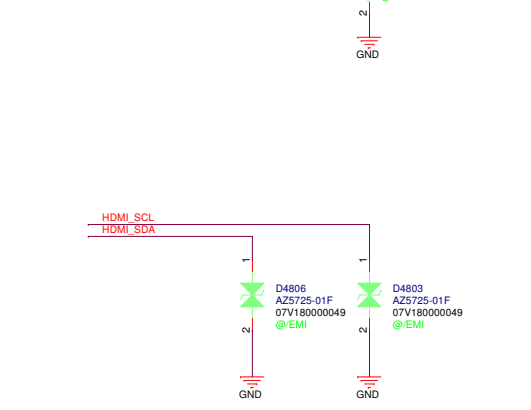 2
GND
HDMI_SCL
HDMI_SDA
1
1
D4806
AZ5725-01F
07V180000049
@/EMI
D4803
AZ5725-01F
07V180000049
@/EMI
2
2
GND
GND